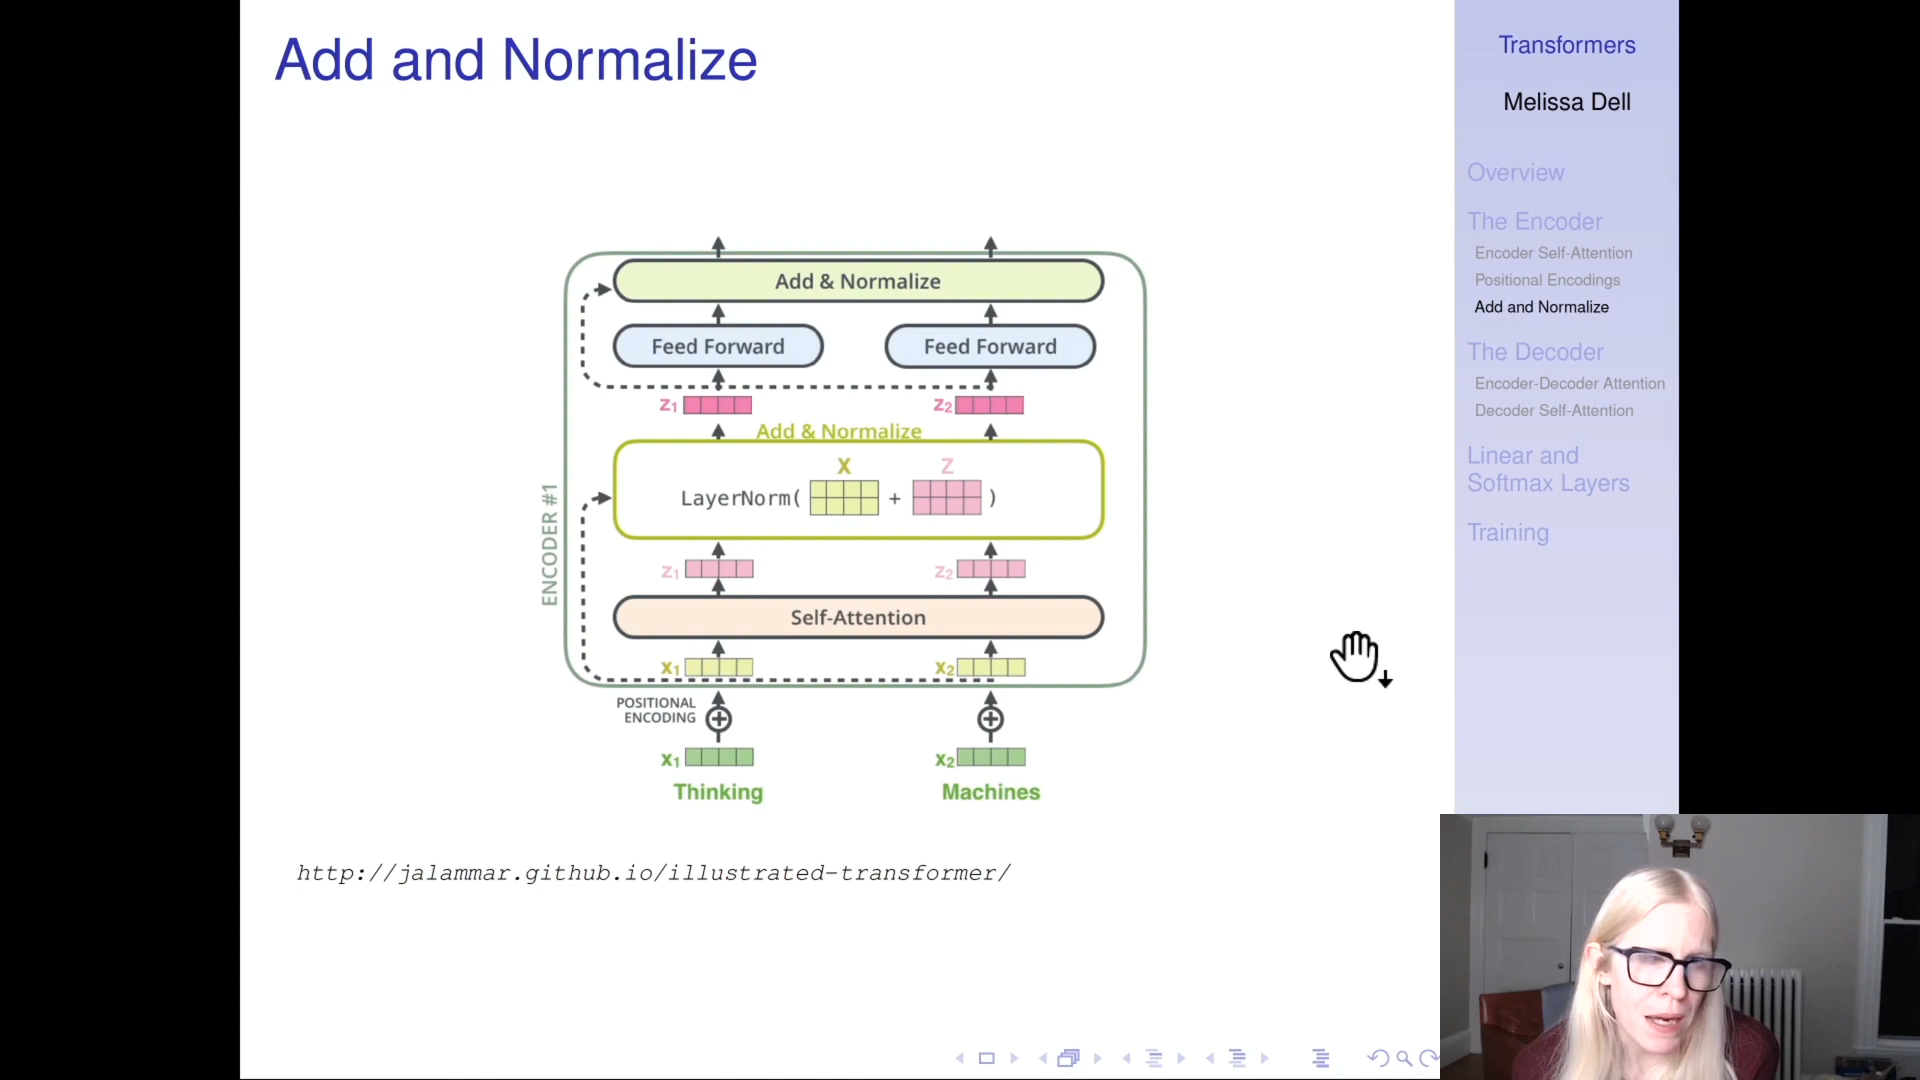 Add and Normalize
Add & Normalize
Feed Forward
Feed Forward
z1
z2
Add & Normalize
X
Z
LayerNorm(
+
)
ENCODER #1
z1
z2
Self-Attention
x1
x2
POSITIONAL
ENCODING
x1
x2
Thinking
Machines
http://jalammar.github.io/illustrated-transformer/
Transformers
Melissa Dell
Overview
The Encoder
Encoder Self-Attention
Positional Encodings
Add and Normalize
The Decoder
Encoder-Decoder Attention
Decoder Self-Attention
Linear and
Softmax Layers
Training